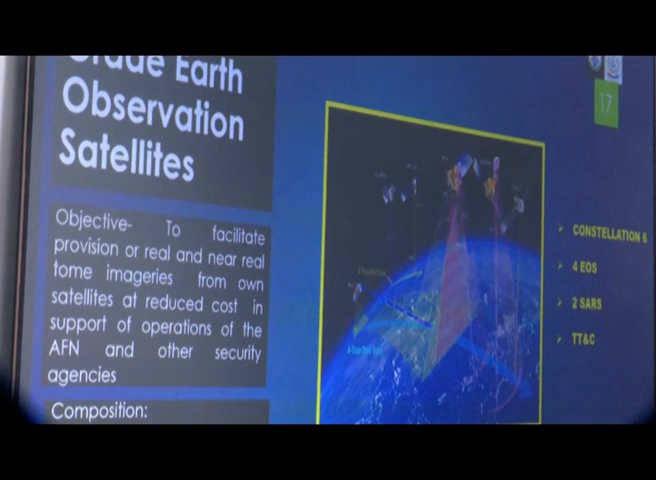 Grade Earth
Observation
Satellites
17
Objective- To facilitate
provision or real and near real
tome imageries from own
satellites at reduced cost in
support of operations of the
AFN and other security
agencies
Composition:
CONSTELLATION 6
4 EOS
2 SARS
TT&C